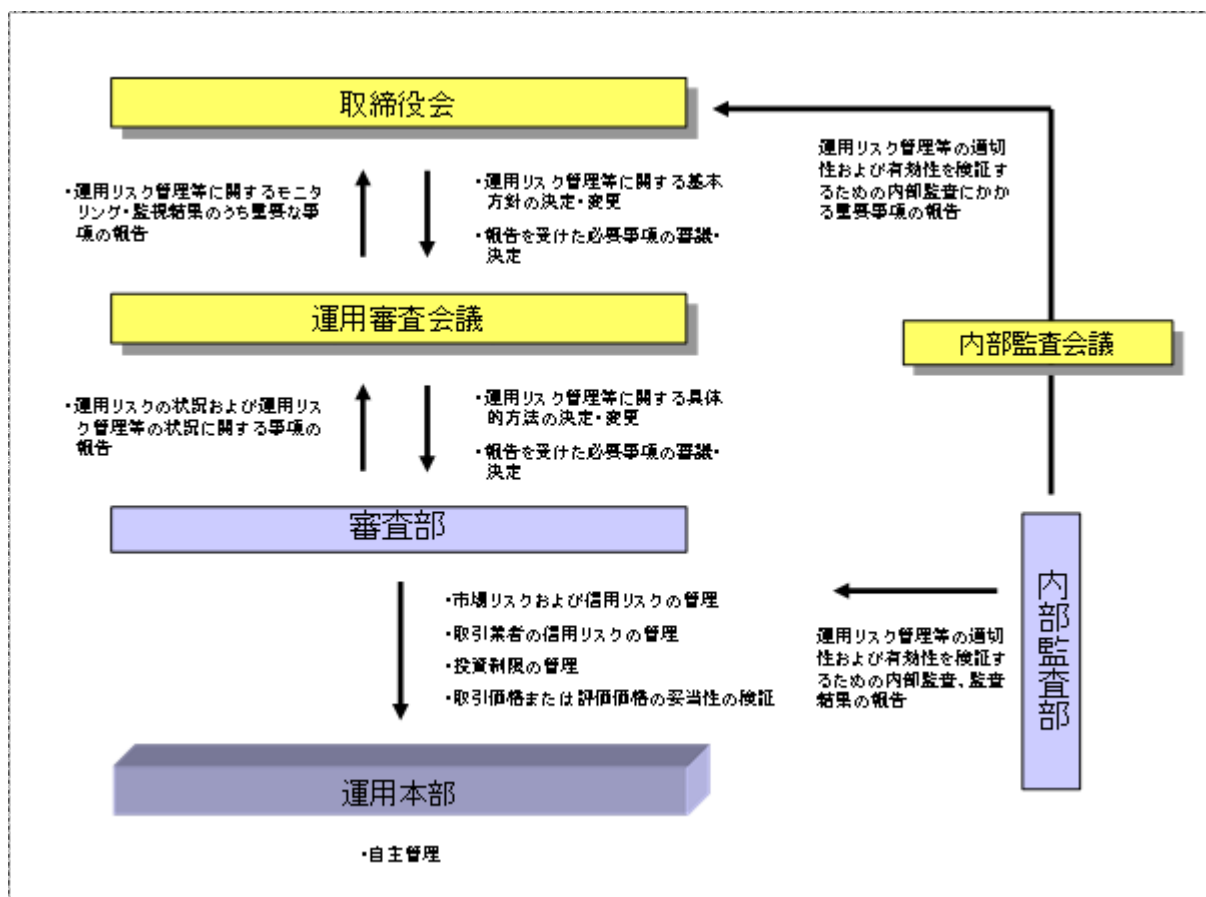 取締役会
・運用リスク管理等に関するモニ
タリング・監視結果のうち重要な事
項の報告
・運用リスク管理等に関する基本
方針の決定・変更
・報告を受けた必要事項の審議・
決定
運用リスク管理等の適切
性および有効性を検証す
るための内部監査にかか
る重要事項の報告
運用審査会議
内部監査会議
・運用リスクの状況および運用リス
ク管理等の状況に関する事項の
報告
・運用リスク管理等に関する具体
的方法の決定・変更
・報告を受けた必要事項の審議・
決定
審査部
・市場リスクおよび信用リスクの管理
・取引業者の信用リスクの管理
・投資制限の管理
・取引価格または評価価格の妥当性の検証
運用リスク管理等の適切
性および有効性を検証す
るための内部監査、監査
結果の報告
内部監査部
運用本部
・自主管理